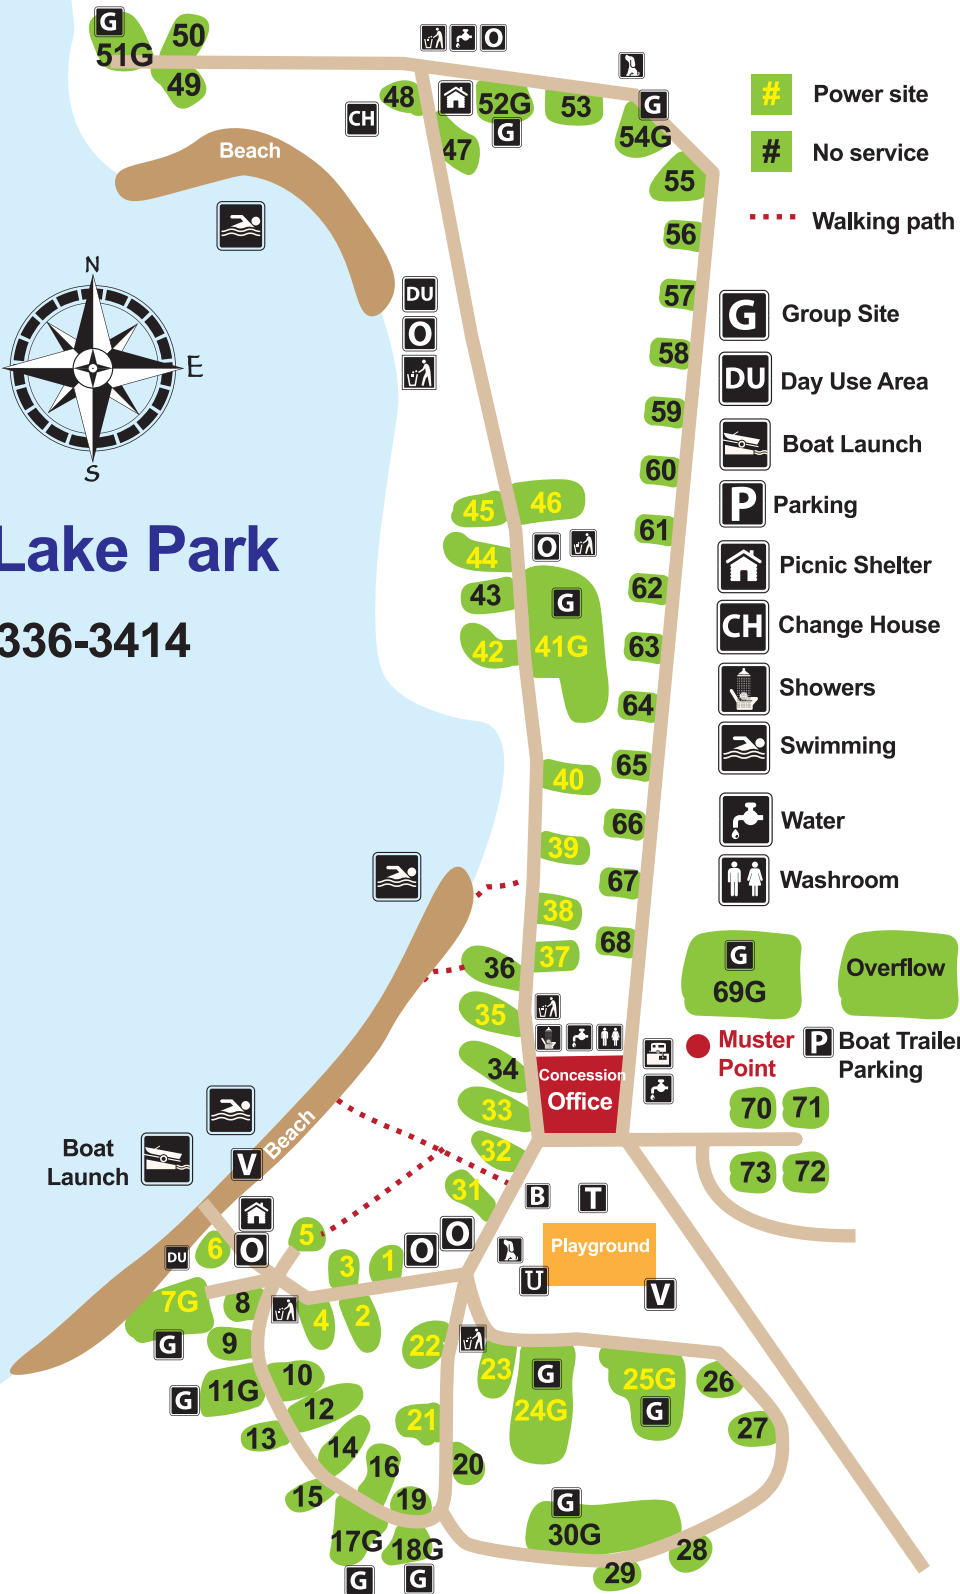 G
51G
50
49
O
48
CH
52G
G
53
G
54G
47
55
56
57
58
59
60
61
62
63
64
65
66
67
68
Beach
DU
O
N
E
S
Lake Park
336-3414
# Power site
# No service
Walking path
G Group Site
DU Day Use Area
Boat Launch
P Parking
Picnic Shelter
CH Change House
Showers
Swimming
Water
Washroom
45
46
44
O
43
G
42
41G
40
39
38
37
36
35
34
33
32
31
G
69G
Overflow
Muster
Point
P Boat Trailer
Parking
Concession
Office
70 71
73 72
Boat
Launch
Beach
V
B T
Playground
U
V
DU
6
O
5
O
O
7G
G
8
3
1
4
2
9
10
G
11G
12
13
14
15
16
17G
G
18G
G
19
20
21
22
23
G
24G
25G
G
26
27
28
29
G
30G